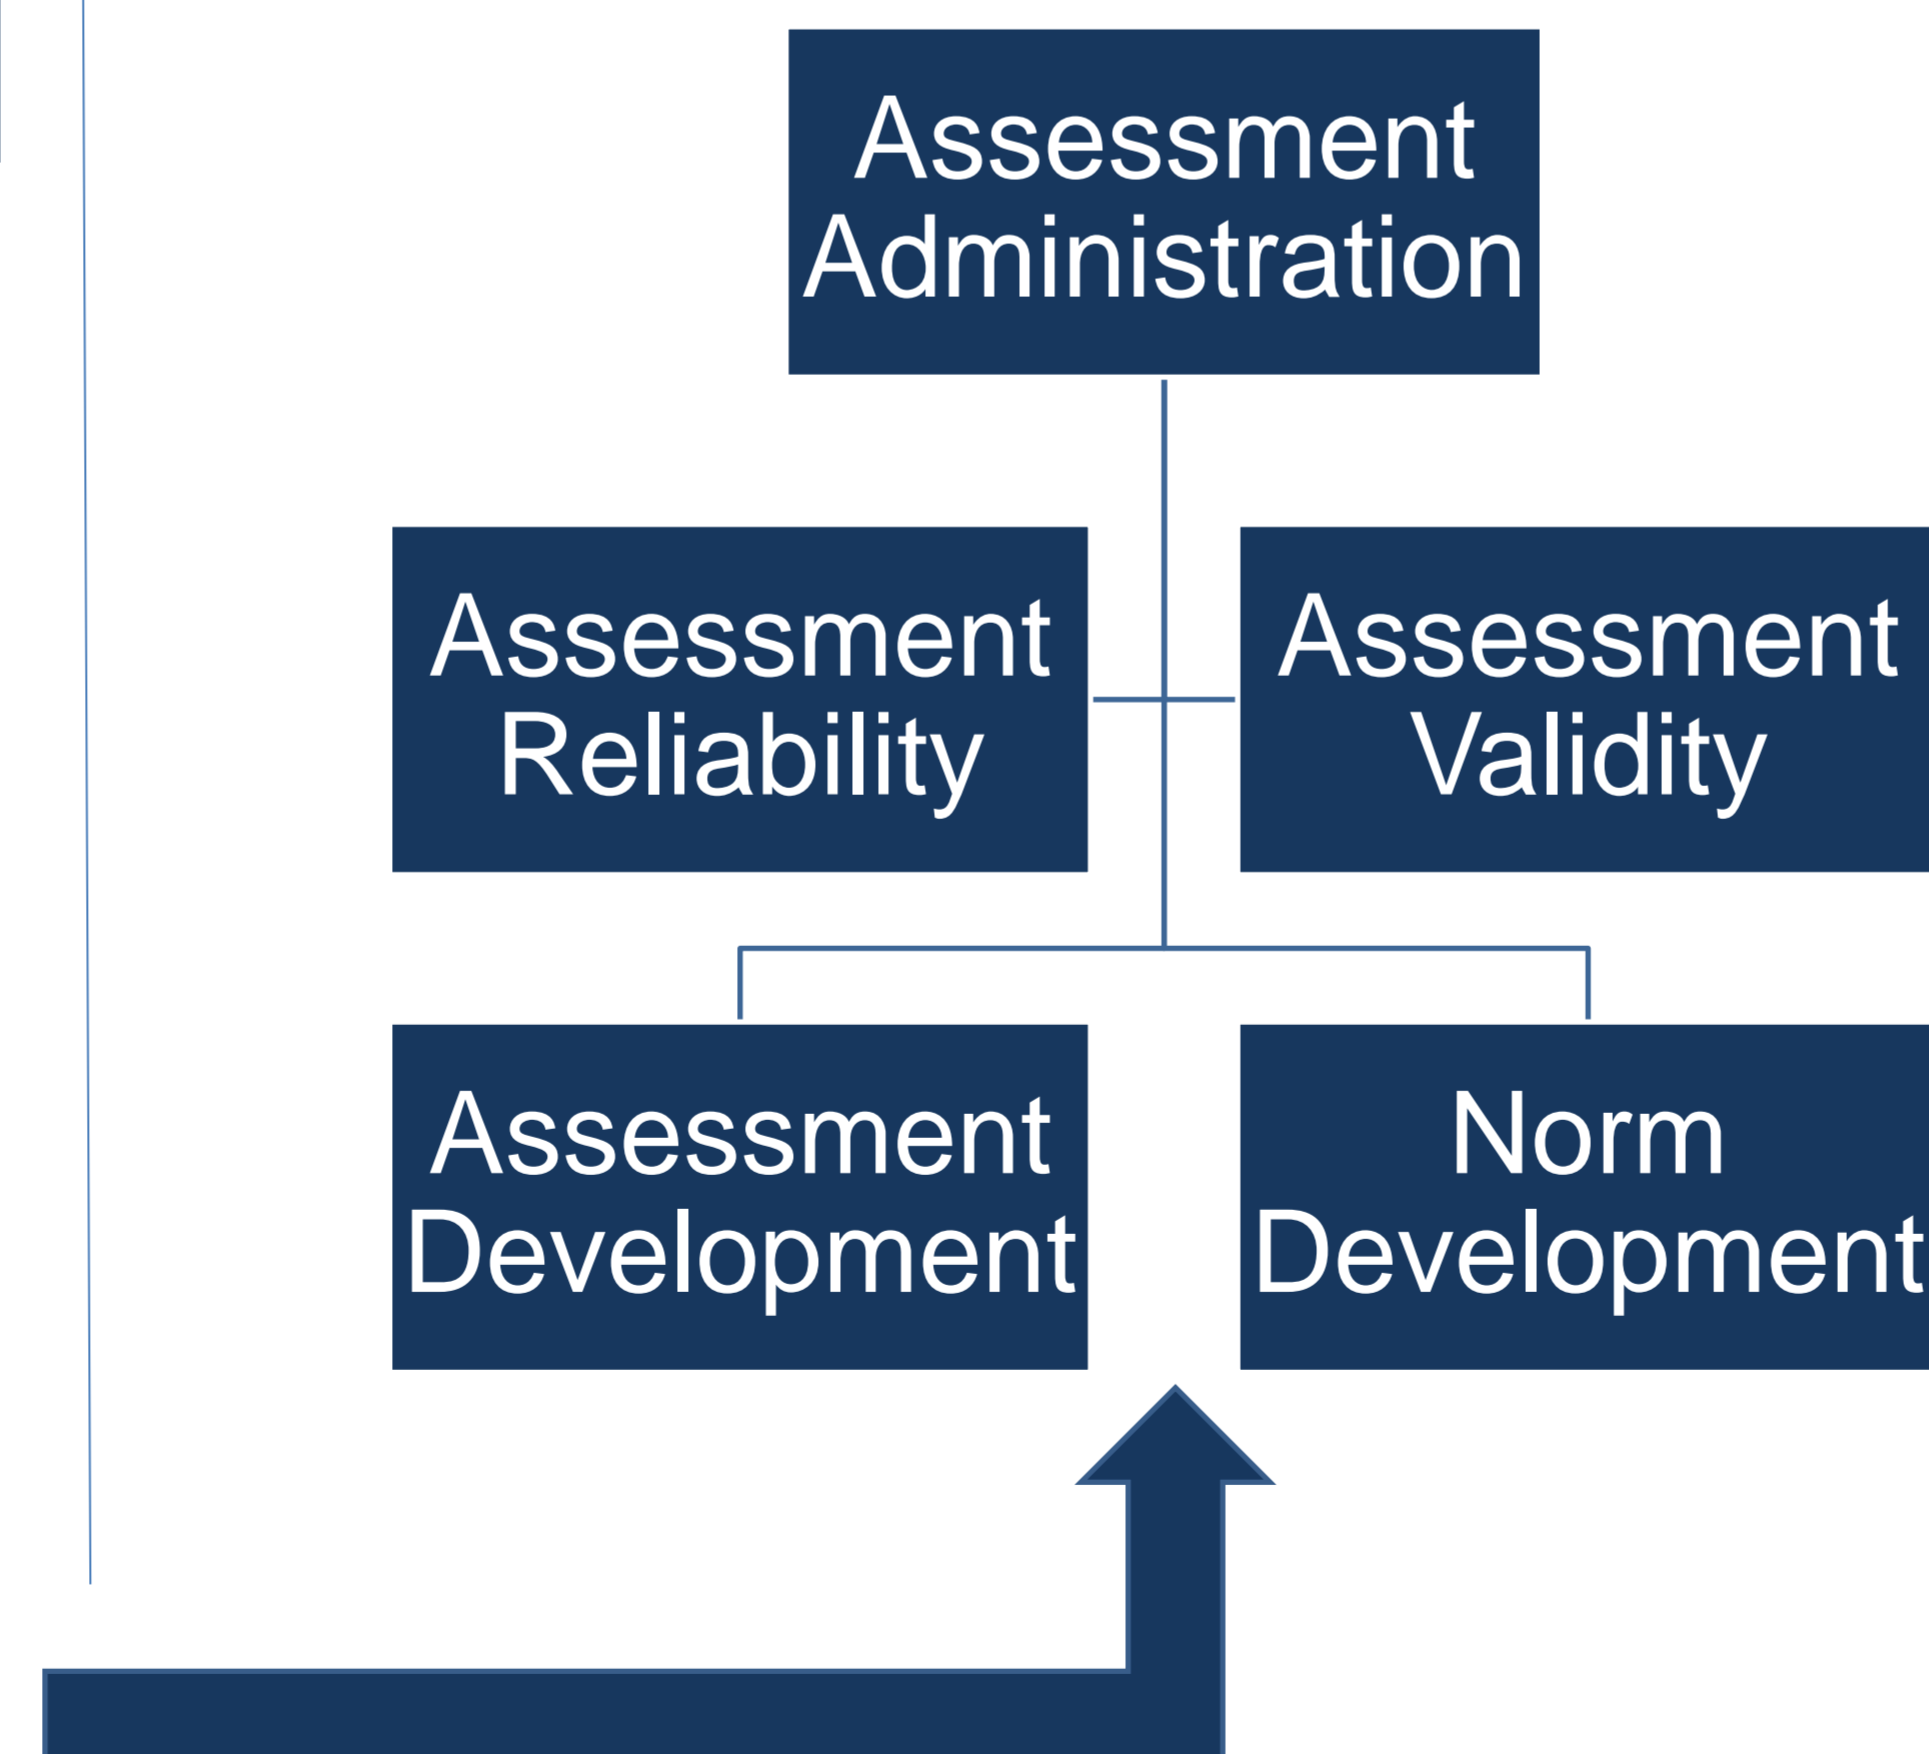 Assessment
Administration
Assessment
Reliability
Assessment
Validity
Assessment
Development
Norm
Development